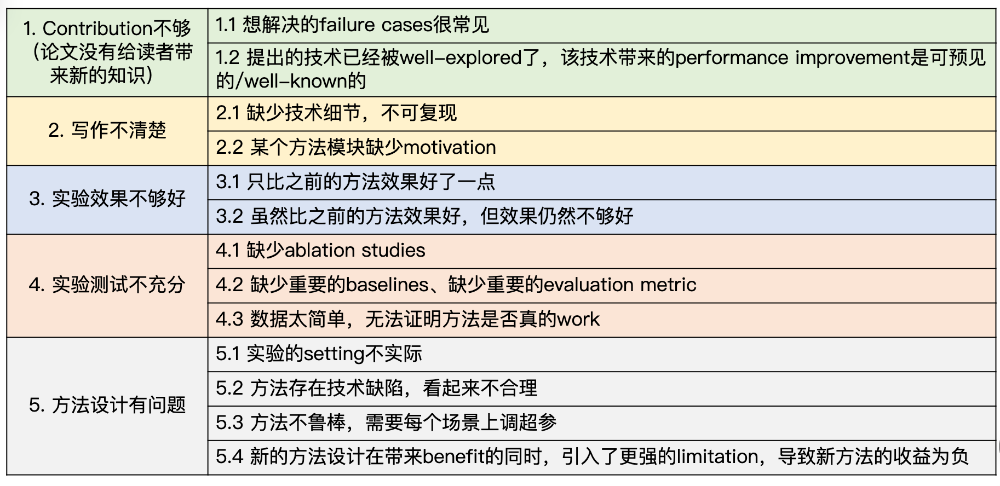 1. Contribution不够
（论文没有给读者带
来新的知识）
1.1 想解决的failure cases很常见
1.2 提出的技术已经被well-explored了，该技术带来的performance improvement是可预见
的/well-known的
2. 写作不清楚
2.1 缺少技术细节，不可复现
2.2 某个方法模块缺少motivation
3. 实验效果不够好
3.1 只比之前的方法效果好了一点
3.2 虽然比之前的方法效果好，但效果仍然不够好
4. 实验测试不充分
4.1 缺少ablation studies
4.2 缺少重要的baselines、缺少重要的evaluation metric
4.3 数据太简单，无法证明方法是否真的work
5. 方法设计有问题
5.1 实验的setting不实际
5.2 方法存在技术缺陷，看起来不合理
5.3 方法不鲁棒，需要每个场景上调超参
5.4 新的方法设计在带来benefit的同时，引入了更强的limitation，导致新方法的收益为负